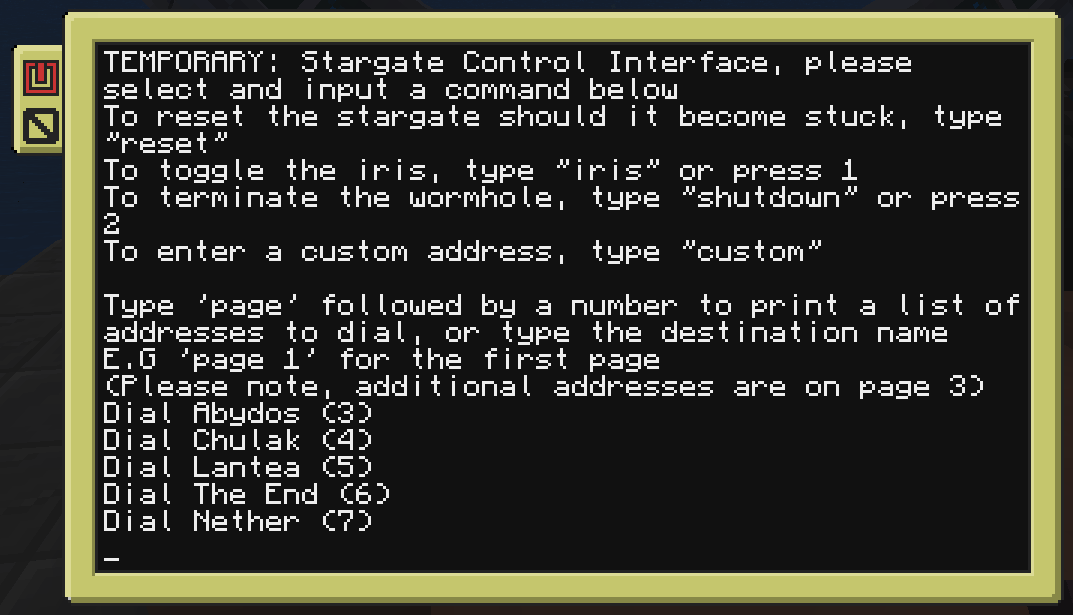 TEMPORARY: Stargate Control Interface, please
select and input a command below
To reset the stargate should it become stuck, type
"reset"
To toggle the iris, type "iris" or press 1
To terminate the wormhole, type "shutdown" or press
2
To enter a custom address, type "custom"
Type 'page' followed by a number to print a list of
addresses to dial, or type the destination name
E.G 'page 1' for the first page
(Please note, additional addresses are on page 3)
Dial Abydos (3)
Dial Chulak (4)
Dial Lantea (5)
Dial The End (6)
Dial Nether (7)
_